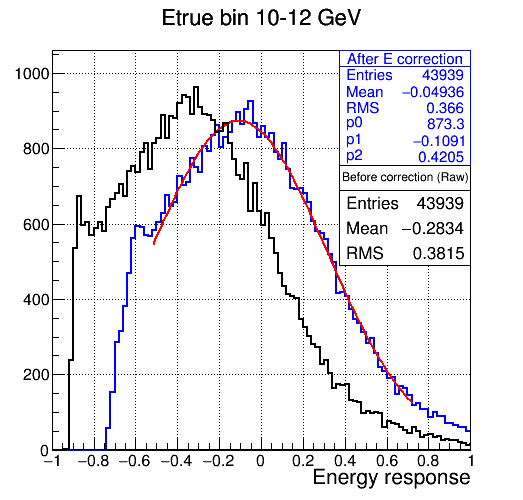 Etrue bin 10-12 GeV
After E correction
Entries 43939
Mean −0.04936
RMS 0.366
p0 873.3
p1 −0.1091
p2 0.4205
Before correction (Raw)
Entries 43939
Mean −0.2834
RMS 0.3815
1000
800
600
400
200
0
−1 −0.8 −0.6 −0.4 −0.2 0 0.2 0.4 0.6 0.8 1
Energy response